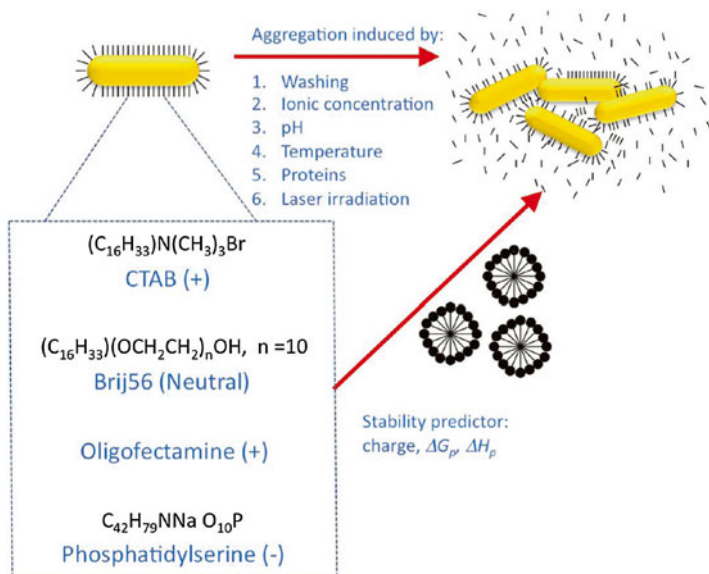 Aggregation induced by:
1. Washing
2. Ionic concentration
3. pH
4. Temperature
5. Proteins
6. Laser irradiation
(C₁₆H₃₃)N(CH₃)₃Br
CTAB (+)
(C₁₆H₃₃)(OCH₂CH₂)ₙOH, n =10
Brij56 (Neutral)
Oligofectamine (+)
C₄₂H₇₉NNa O₁₀P
Phosphatidylserine (-)
Stability predictor:
charge, ΔGₚ, ΔHₚ